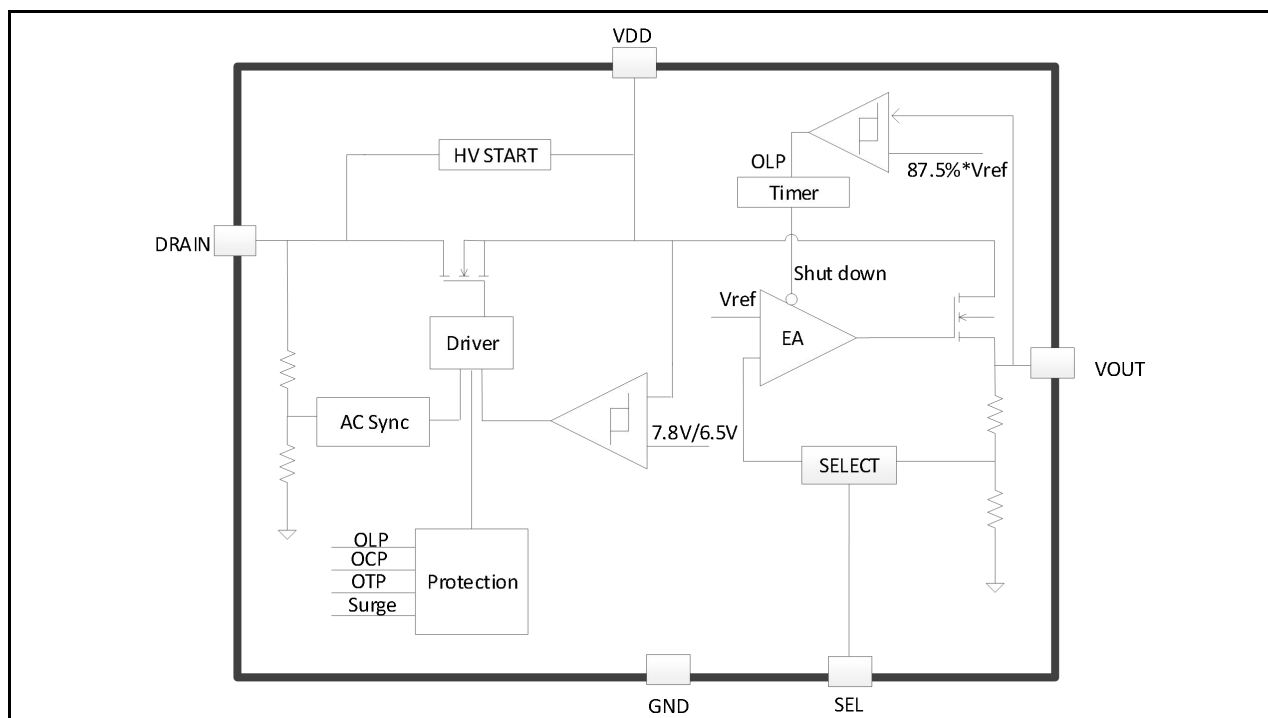 VDD
HV START
OLP
87.5%*Vref
Timer
DRAIN
Shut down
Vref
EA
Driver
VOUT
AC Sync
7.8V/6.5V
SELECT
OLP
OCP
OTP
Surge
Protection
GND
SEL